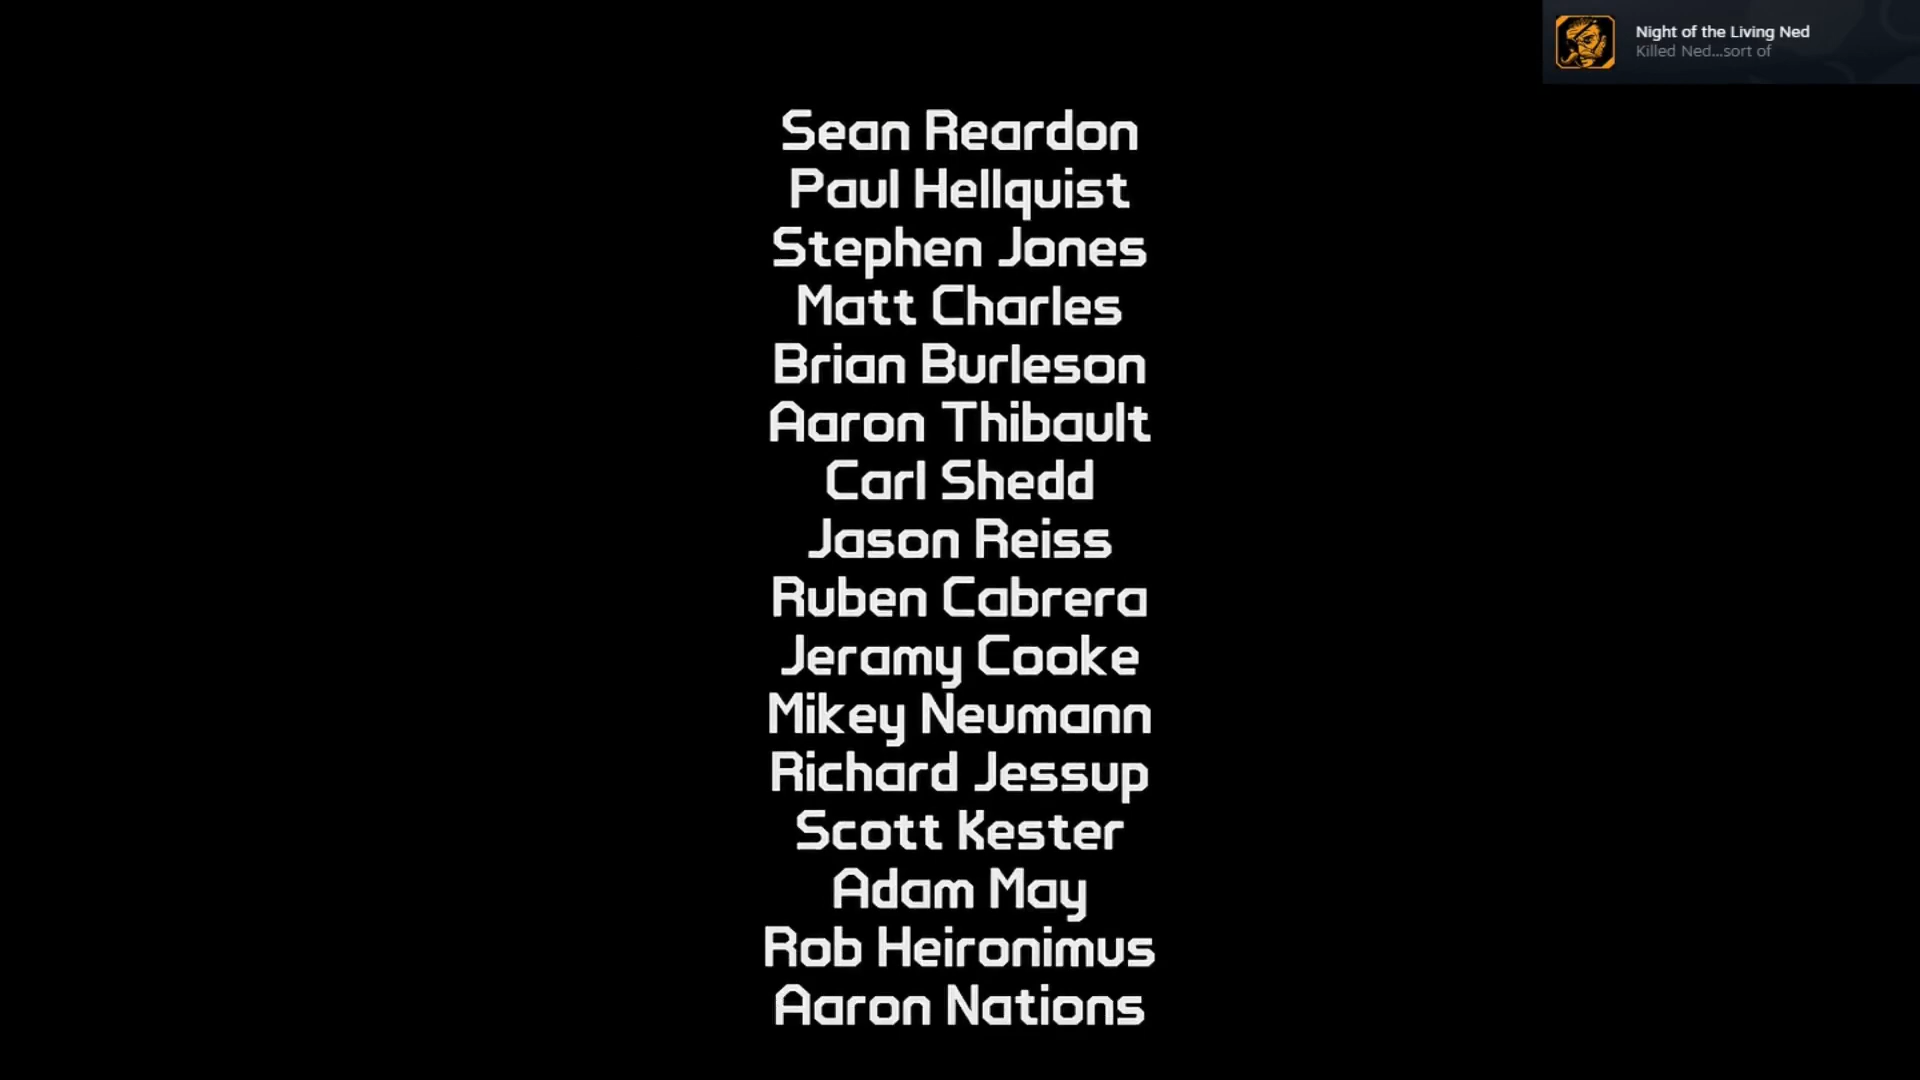 Night of the Living Ned
Killed Ned...sort of
Sean Reardon
Paul Hellquist
Stephen Jones
Matt Charles
Brian Burleson
Aaron Thibault
Carl Shedd
Jason Reiss
Ruben Cabrera
Jeramy Cooke
Mikey Neumann
Richard Jessup
Scott Kester
Adam May
Rob Heironimus
Aaron Nations